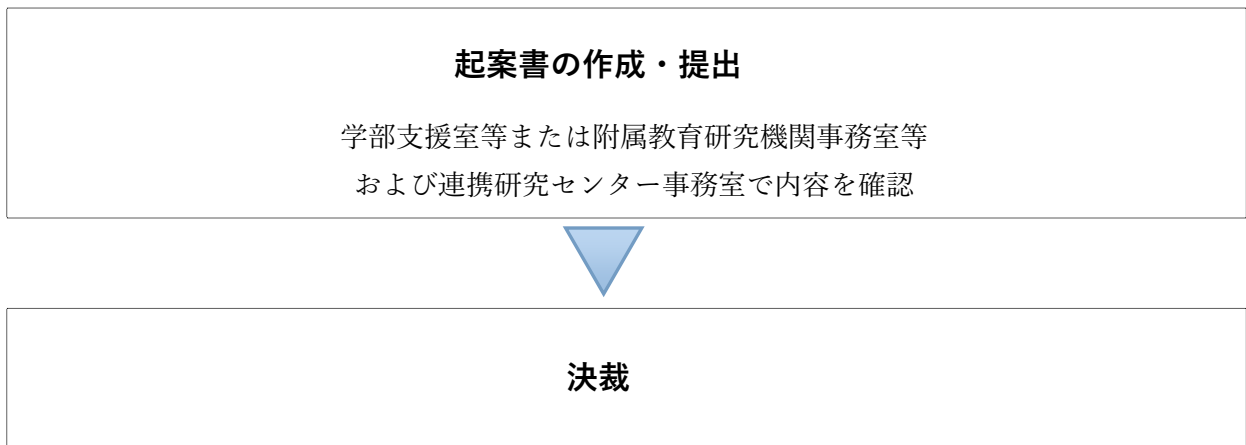 起案書の作成・提出
学部支援室等または附属教育研究機関事務室等
および連携研究センター事務室で内容を確認
決裁